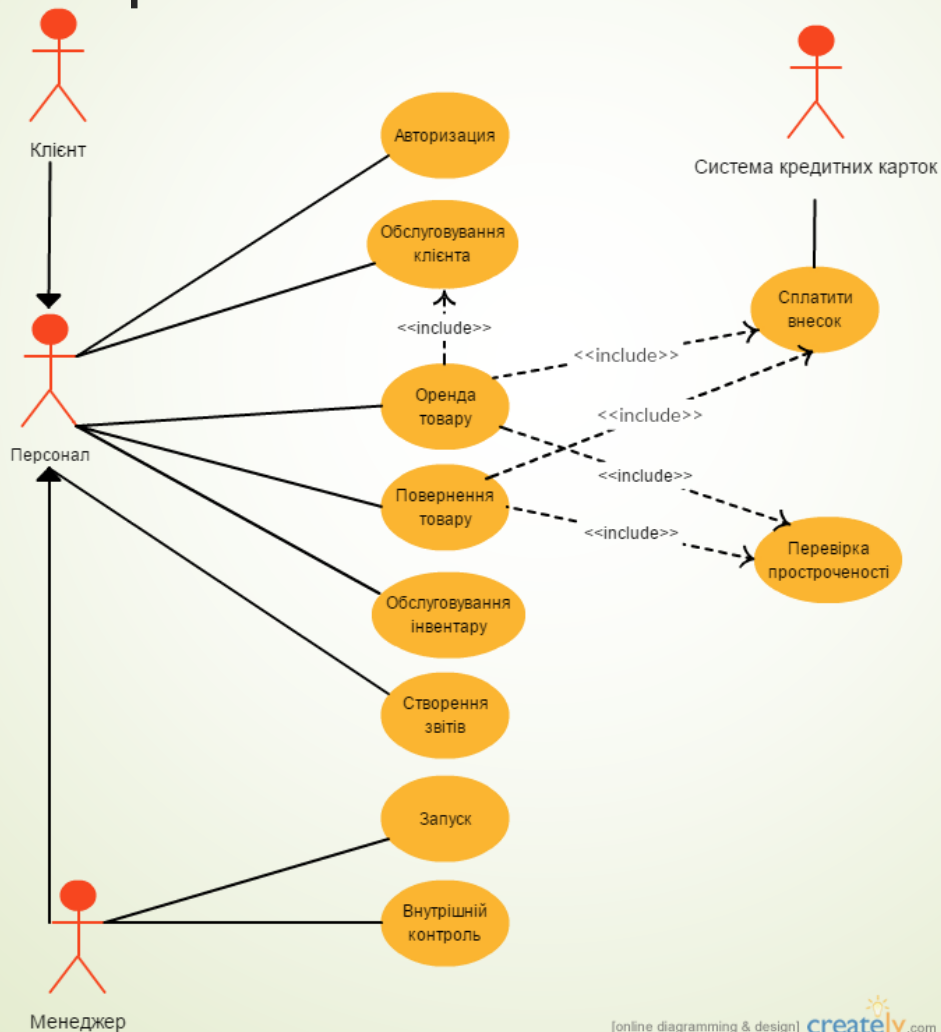 Клієнт
Система кредитних карток
Авторизация
Обслуговування
клієнта
<<include>>
Сплатити
внесок
<<include>>
Оренда
товару
<<include>>
Персонал
<<include>>
Повернення
товару
<<include>>
Перевірка
простроченості
Обслуговування
інвентару
Створення
звітів
Запуск
Внутрішній
контроль
Менеджер
[online diagramming & design] creately.com